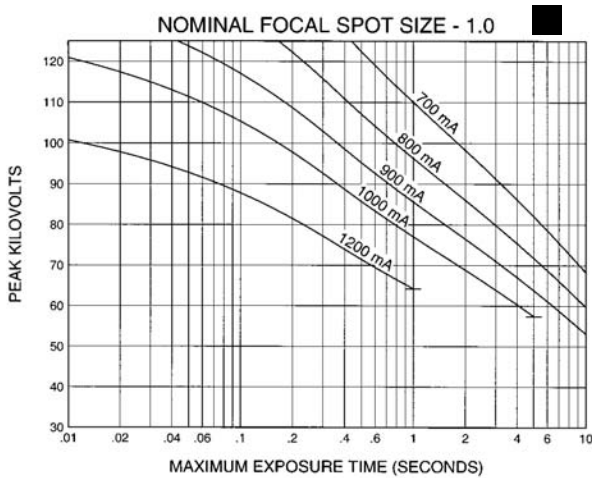 NOMINAL FOCAL SPOT SIZE - 1.0
PEAK KILOVOLTS
120
110
100
90
80
70
60
50
40
30
700 mA
800 mA
900 mA
1000 mA
1200 mA
.01 .02 .04 .06 .1 .2 .4 .6 1 2 4 6 10
MAXIMUM EXPOSURE TIME (SECONDS)